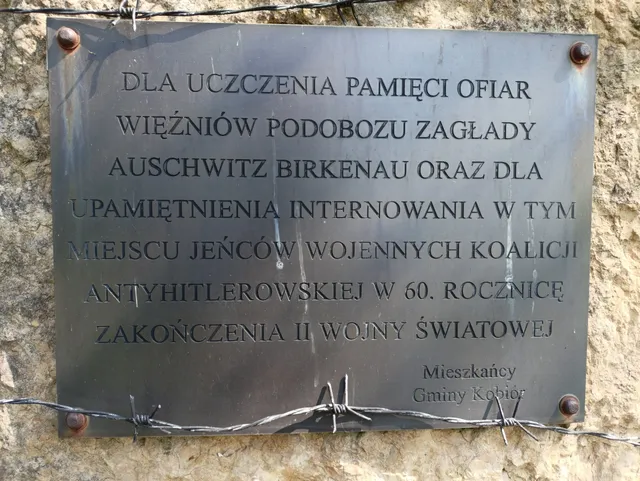 DLA UCZCZENIA PAMIĘCI OFIAR
WIĘŹNIÓW PODOBOZU ZAGŁADY
AUSCHWITZ BIRKENAU ORAZ DLA
UPAMIĘTNIENIA INTERNOWANIA W TYM
MIEJSCU JEŃCÓW WOJENNYCH KOALICJI
ANTYHITLEROWSKIEJ W 60. ROCZNICĘ
ZAKOŃCZENIA II WOJNY ŚWIATOWEJ
Mieszkańcy
Gminy Kobiór